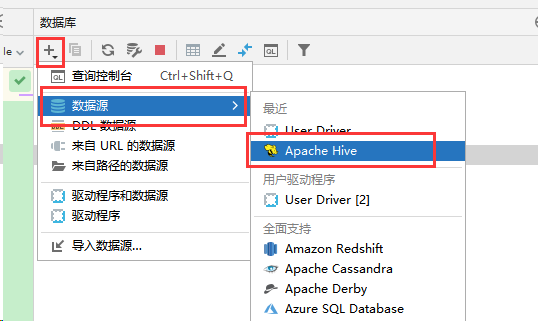 数据库
le
查询控制台 Ctrl+Shift+Q
数据源
DDL 数据源
来自 URL 的数据源
来自路径的数据源
驱动程序和数据源
驱动程序
导入数据源...
最近
User Driver
Apache Hive
用户驱动程序
User Driver [2]
全面支持
Amazon Redshift
Apache Cassandra
Apache Derby
Azure SQL Database